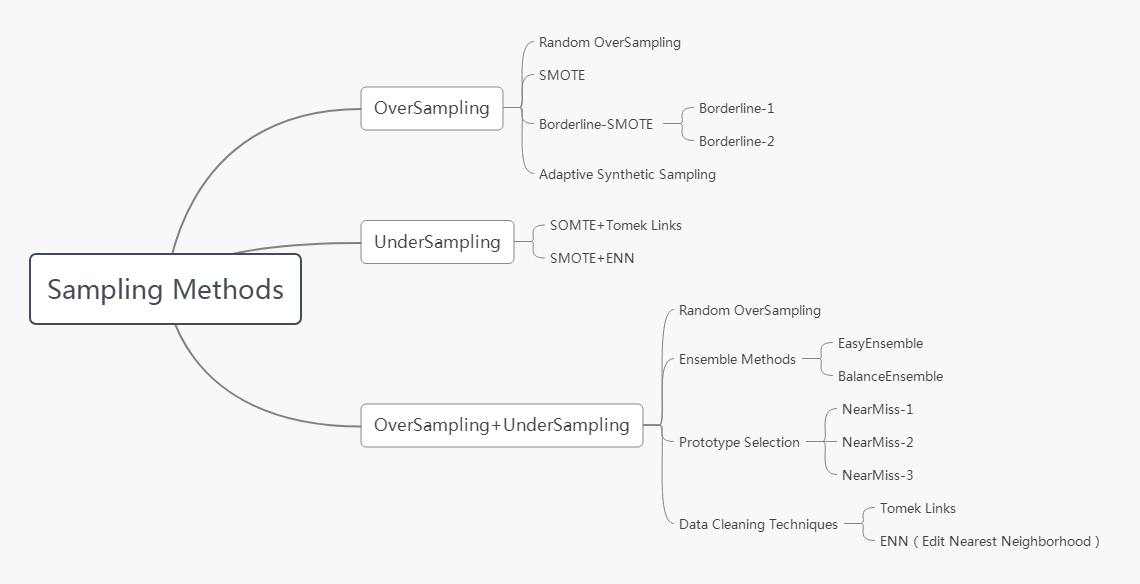 Sampling Methods
OverSampling
Random OverSampling
SMOTE
Borderline-SMOTE
Borderline-1
Borderline-2
Adaptive Synthetic Sampling
UnderSampling
SOMTE+Tomek Links
SMOTE+ENN
OverSampling+UnderSampling
Random OverSampling
Ensemble Methods
EasyEnsemble
BalanceEnsemble
Prototype Selection
NearMiss-1
NearMiss-2
NearMiss-3
Data Cleaning Techniques
Tomek Links
ENN ( Edit Nearest Neighborhood )